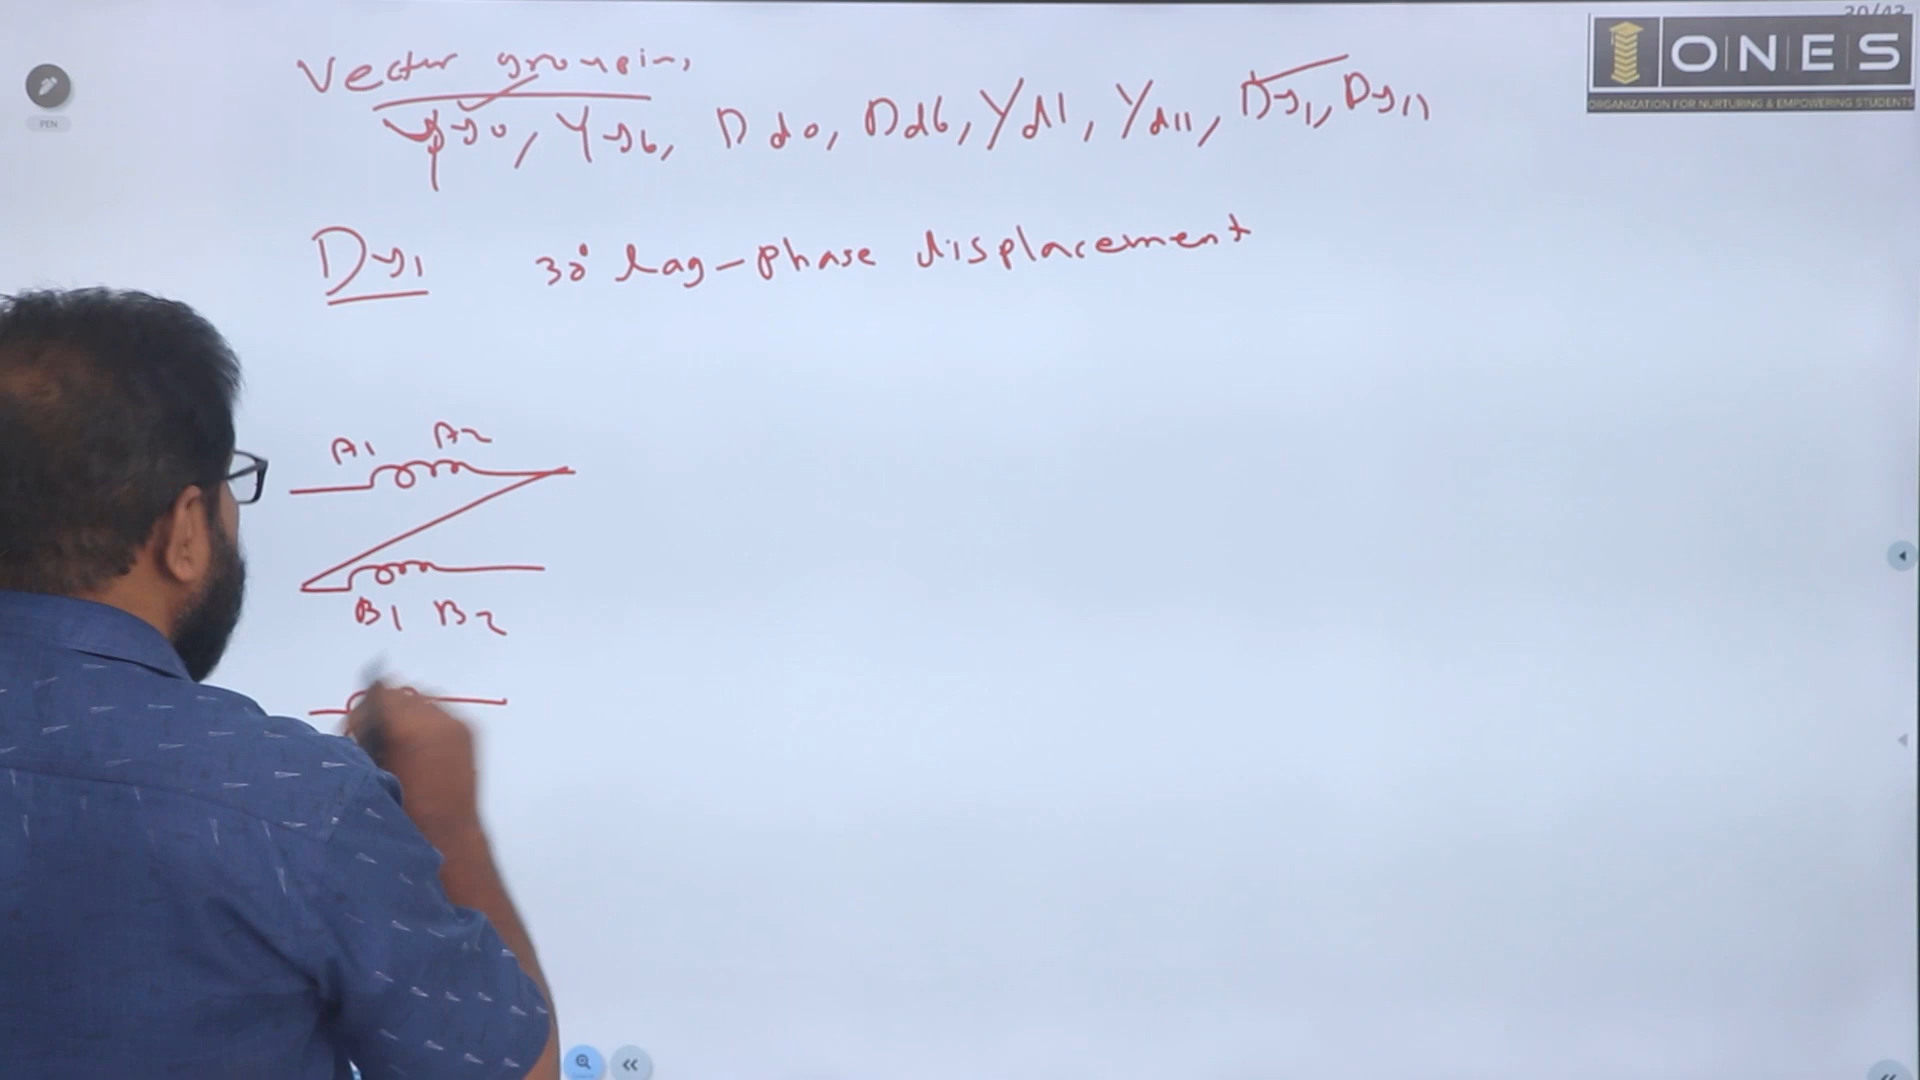 Vector grouping
Yy0, Yy6, Dd0, Dd6, Yd1, Yd11, Dy1, Dy11
Dy1 30° lag-phase displacement
A1 A2
B1 B2
ONES
ORGANIZATION FOR NURTURING & EMPOWERING STUDENTS
PEN